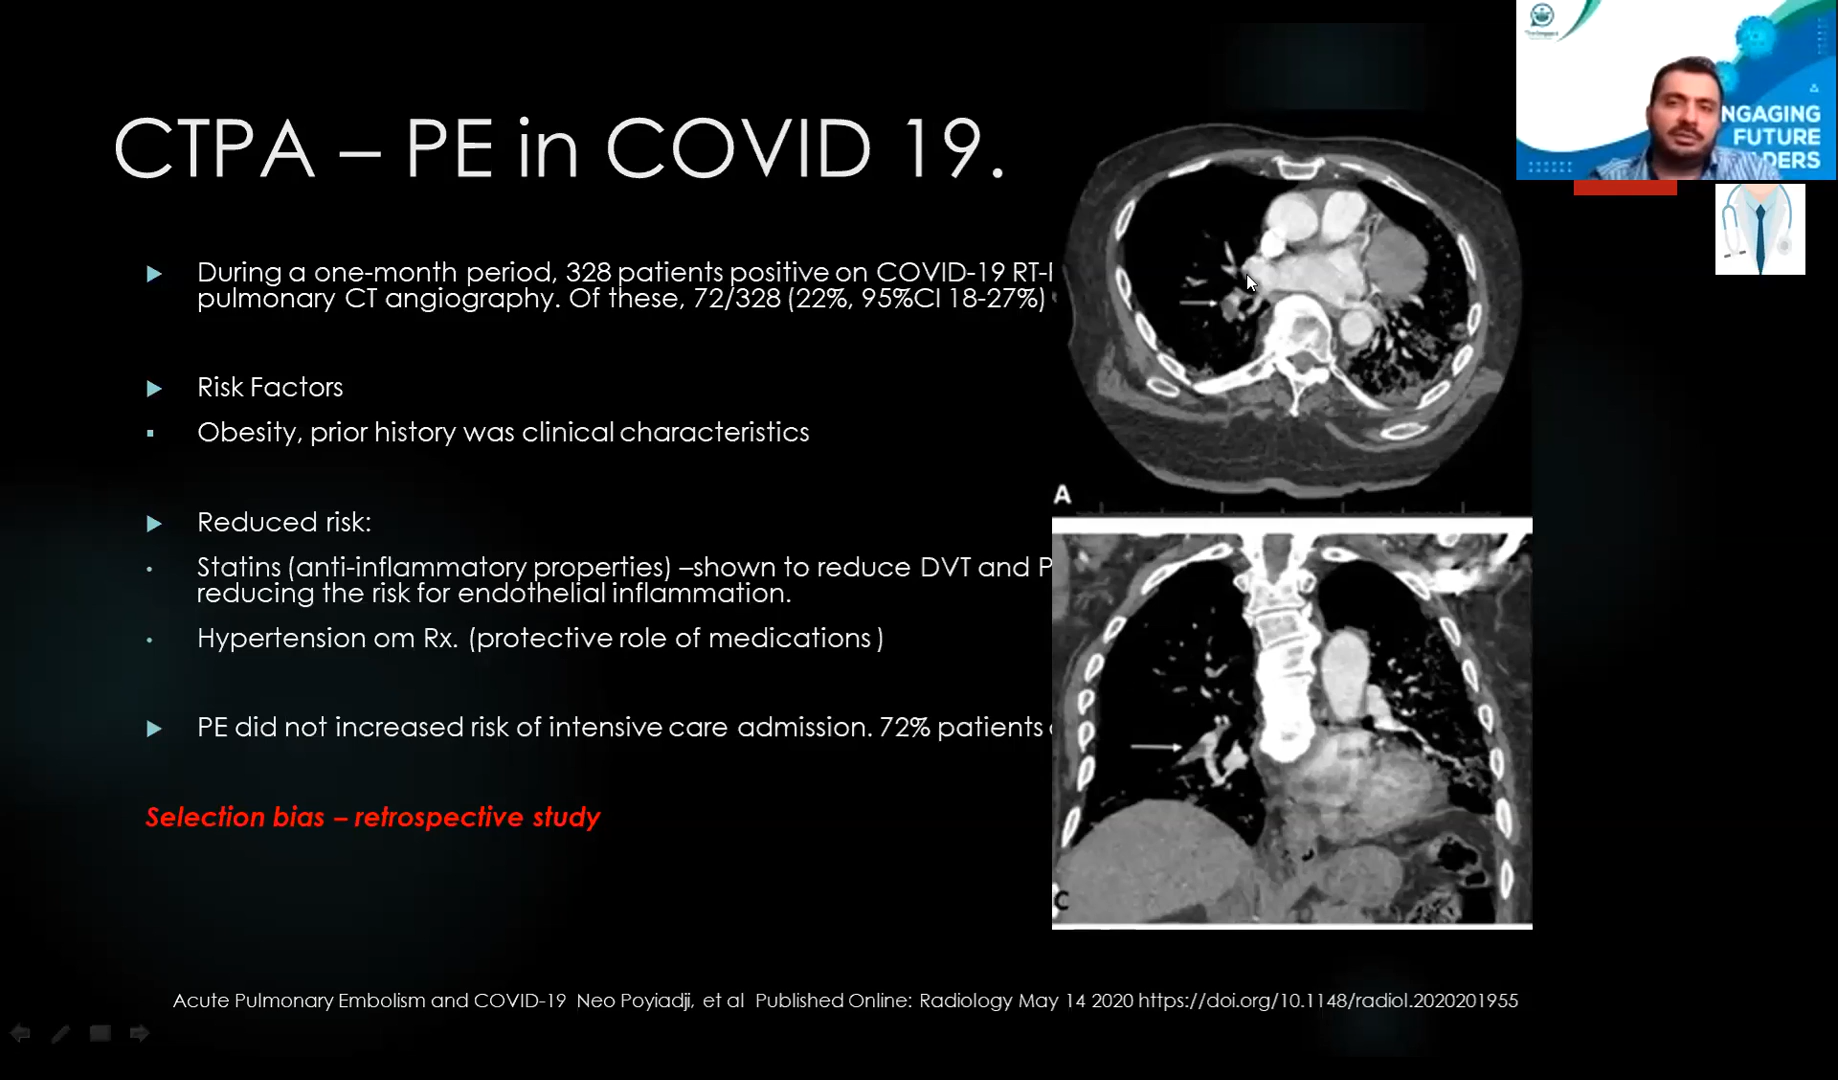 CTPA – PE in COVID 19.
During a one-month period, 328 patients positive on COVID-19
pulmonary CT angiography. Of these, 72/328 (22%, 95%CI 18-27%)
Risk Factors
Obesity, prior history was clinical characteristics
Reduced risk:
Statins (anti-inflammatory properties) –shown to reduce DVT and
reducing the risk for endothelial inflammation.
Hypertension om Rx. (protective role of medications )
PE did not increased risk of intensive care admission. 72% patients
Selection bias – retrospective study
A
C
Acute Pulmonary Embolism and COVID-19 Neo Poyiadji, et al Published Online: Radiology May 14 2020 https://doi.org/10.1148/radiol.2020201955
FUTURE